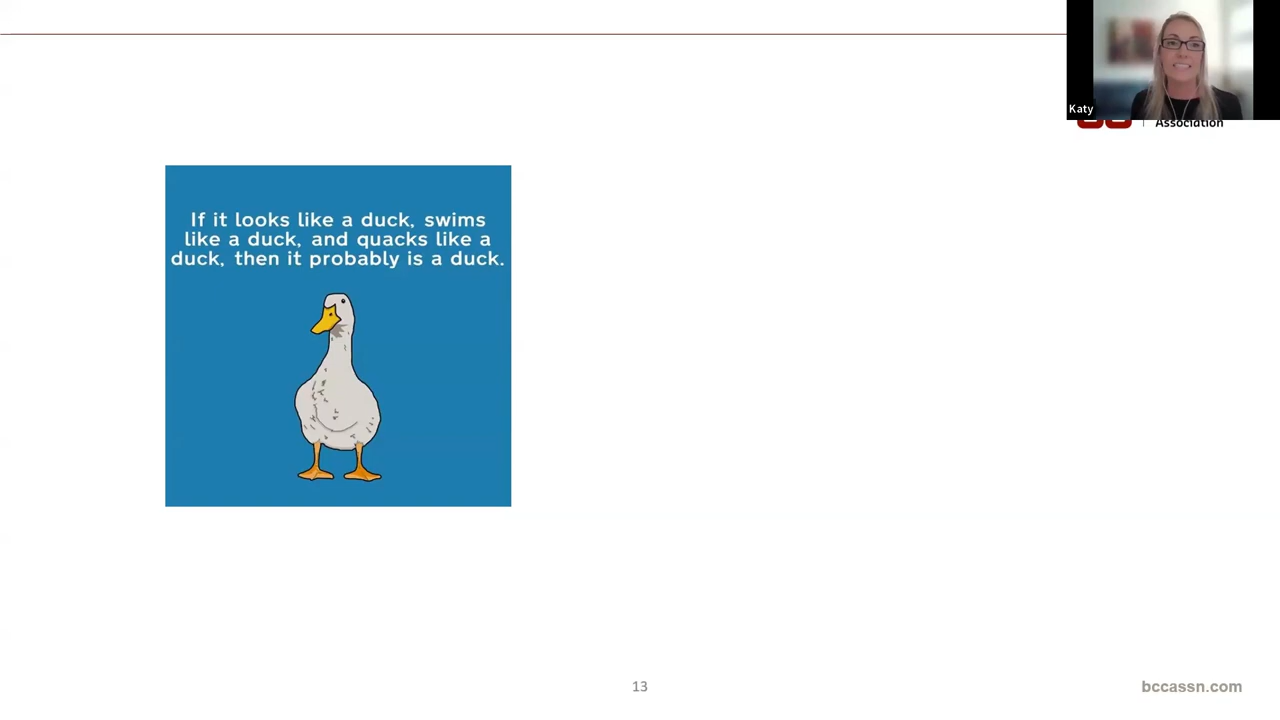 Katy
Association
If it looks like a duck, swims
like a duck, and quacks like a
duck, then it probably is a duck.
13
bccassn.com